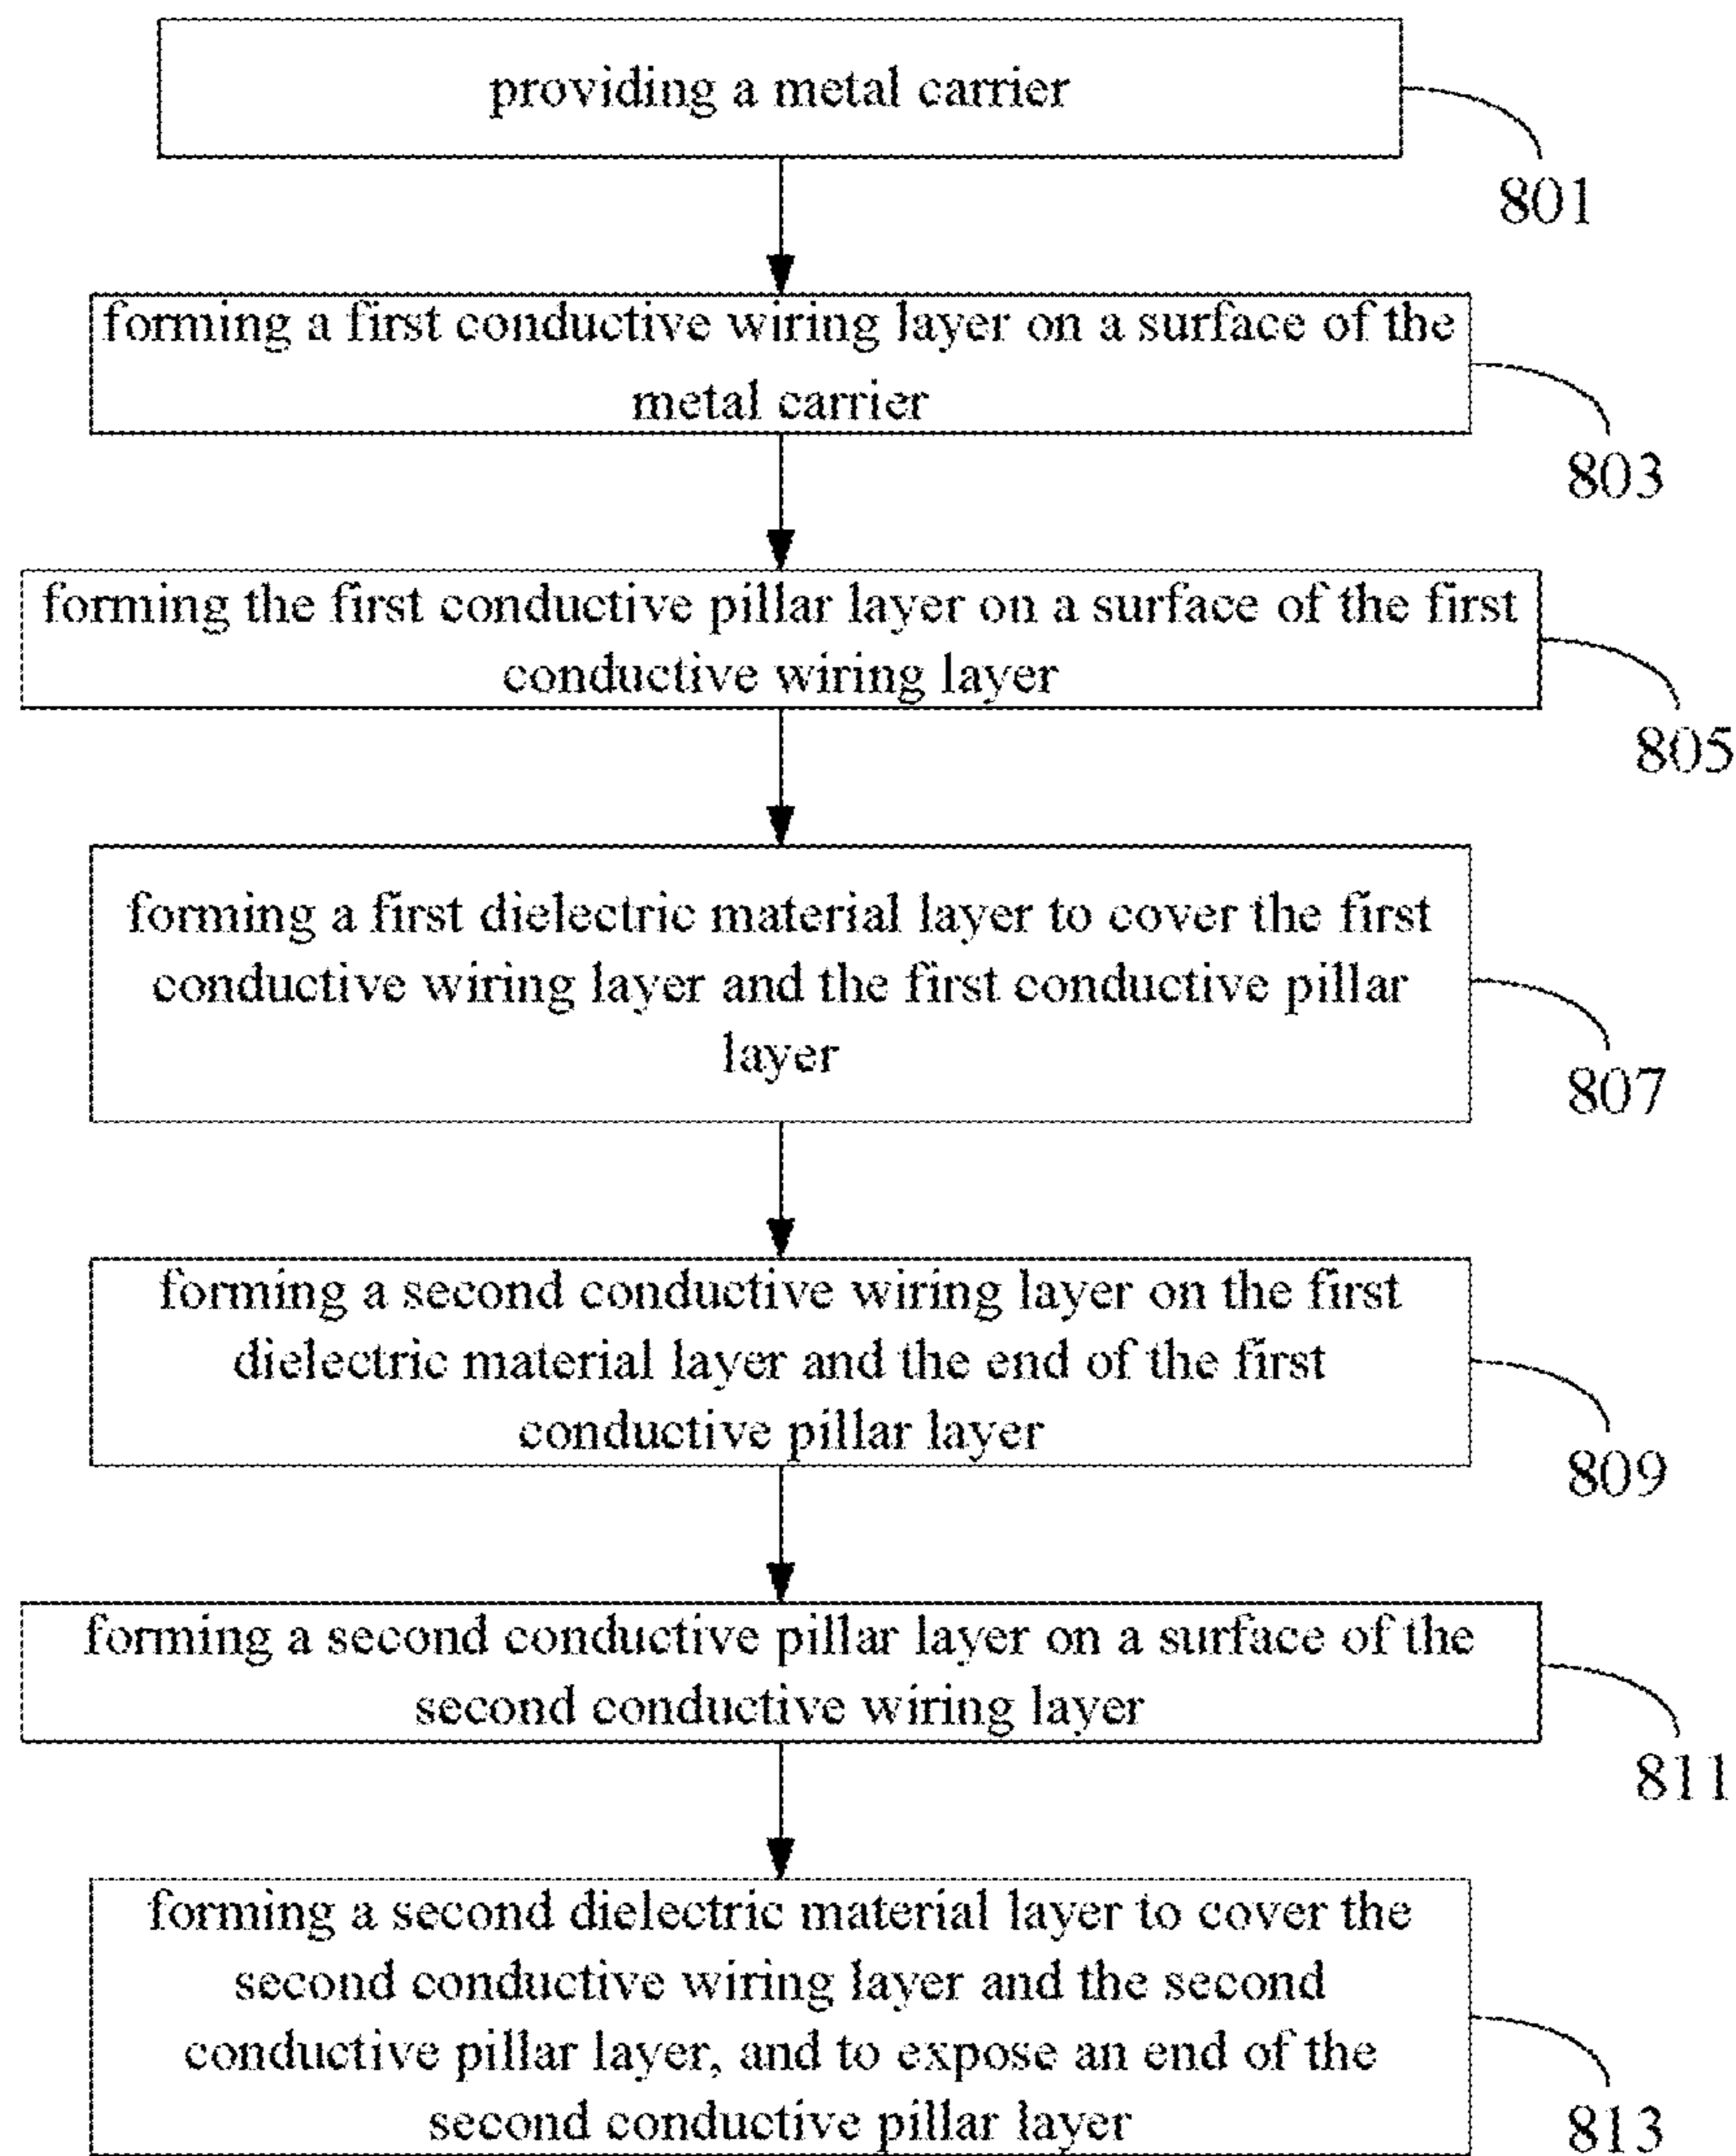 providing a metal carrier
801
forming a first conductive wiring layer on a surface of the
metal carrier
803
forming the first conductive pillar layer on a surface of the first
conductive wiring layer
805
forming a first dielectric material layer to cover the first
conductive wiring layer and the first conductive pillar
layer
807
forming a second conductive wiring layer on the first
dielectric material layer and the end of the first
conductive pillar layer
809
forming a second conductive pillar layer on a surface of the
second conductive wiring layer
811
forming a second dielectric material layer to cover the
second conductive wiring layer and the second
conductive pillar layer, and to expose an end of the
second conductive pillar layer
813